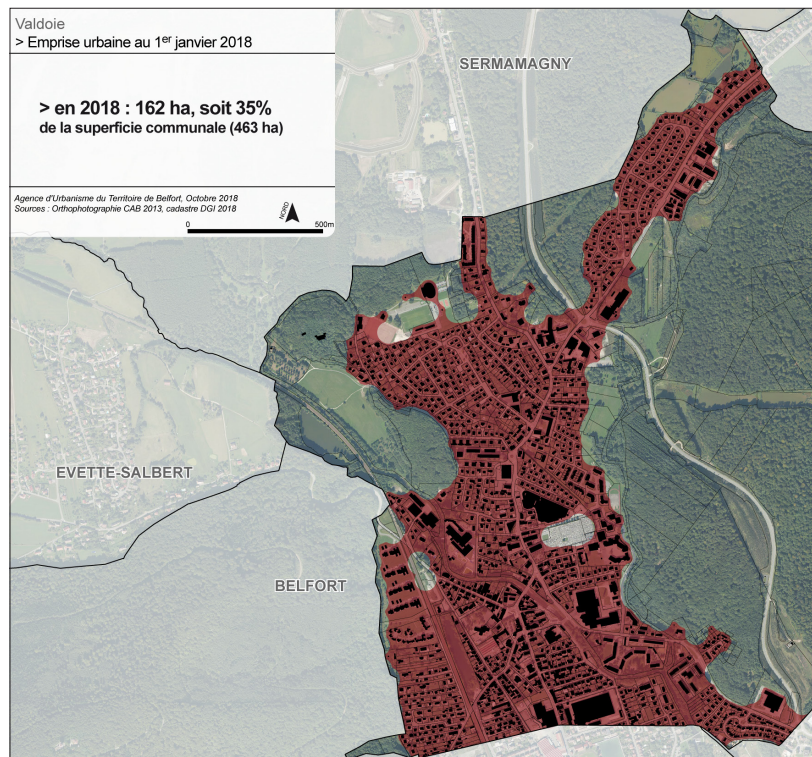 Valdoie
> Emprise urbaine au 1er janvier 2018
> en 2018 : 162 ha, soit 35%
de la superficie communale (463 ha)
Agence d'Urbanisme du Territoire de Belfort, Octobre 2018
Sources : Orthophotographie CAB 2013, cadastre DGI 2018
NORD
0 500m
SERMAMAGNY
EVETTE-SALBERT
BELFORT